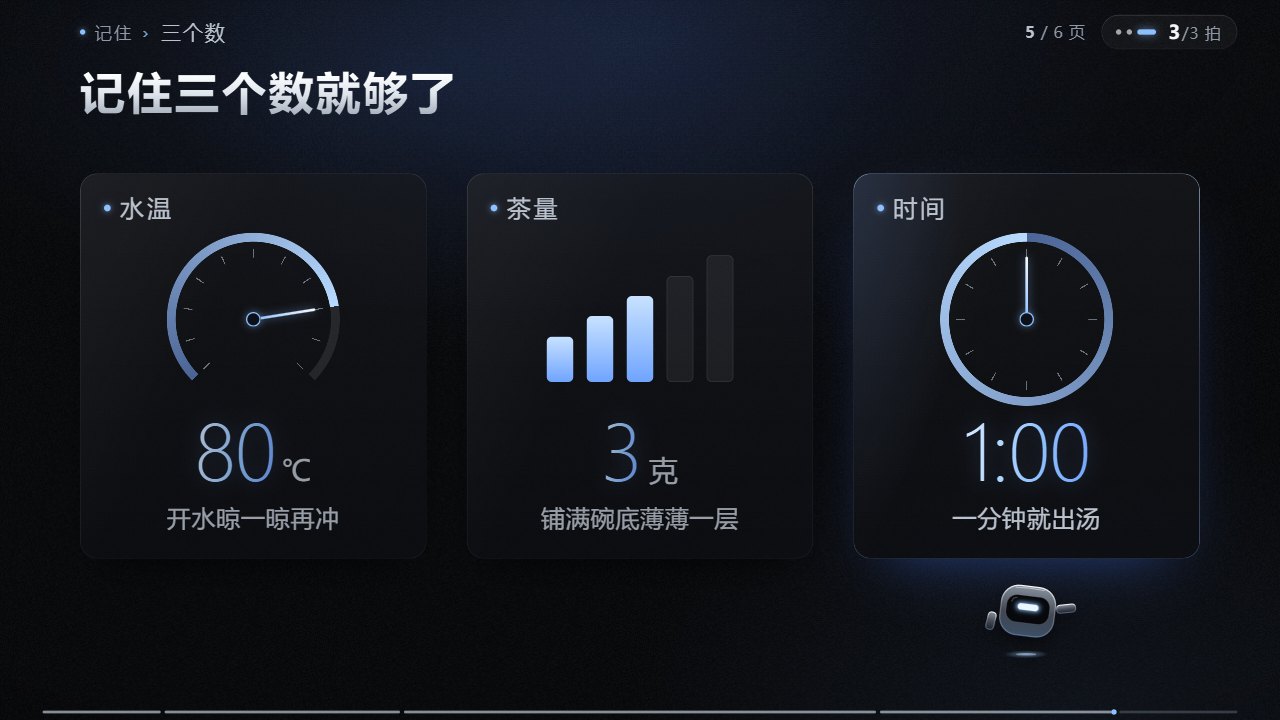 记住 › 三个数
5 / 6 页
3/3 拍
记住三个数就够了
水温
80 ℃
开水晾一晾再冲
茶量
3 克
铺满碗底薄薄一层
时间
1:00
一分钟就出汤